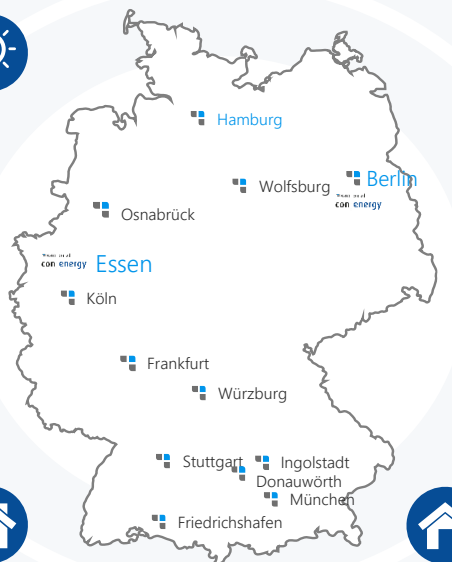 Hamburg
Berlin
Wolfsburg
con energy
Osnabrück
con energy
Essen
Köln
Frankfurt
Würzburg
Stuttgart
Ingolstadt
Donauwörth
München
Friedrichshafen